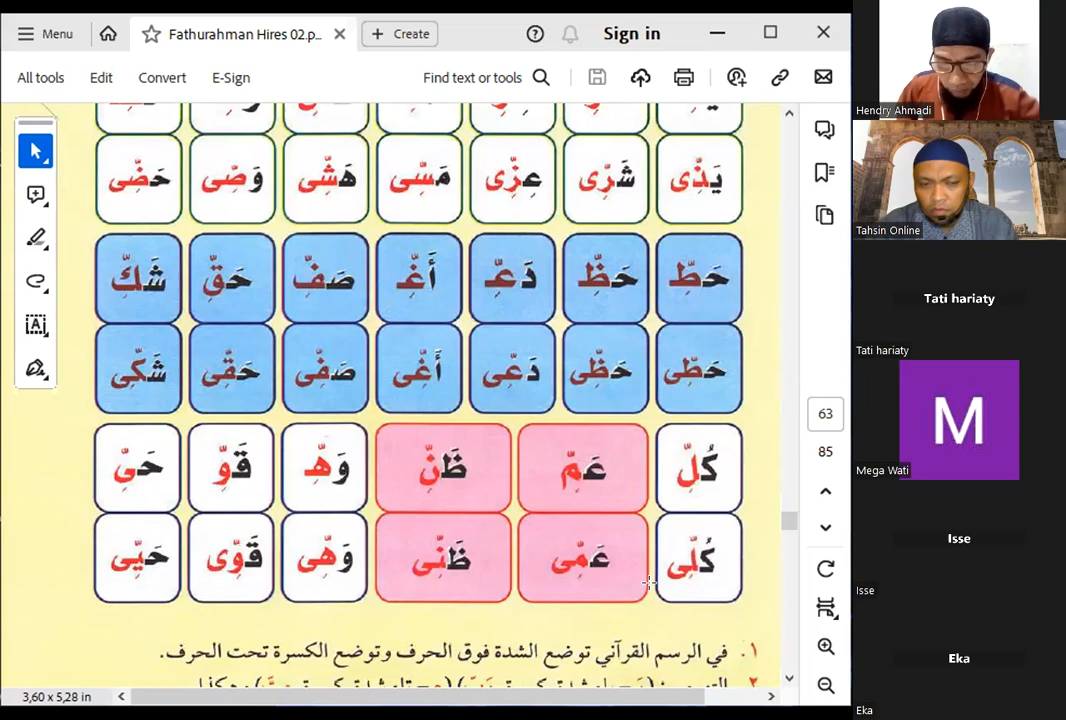 Menu
Fathurahman Hires 02.p...
Create
Sign in
All tools
Edit
Convert
E-Sign
Find text or tools
يَذِّى شَرِّى عِزِّى مَسِّى هَشِّى وَصِّى حَضِّى
حَطِّ حَظِّ دَعِّ أَغِّ صَفِّ حَقِّ شَكِّ
حَطِّى حَظِّى دَعِّى أَغِّى صَفِّى حَقِّى شَكِّى
كُلِّ عَمِّ ظَنِّ وَهِّ قَوِّ حَيِّ
كُلِّى عَمِّى ظَنِّى وَهِّى قَوِّى حَيِّى
١. في الرسم القرآني توضع الشدة فوق الحرف وتوضع الكسرة تحت الحرف.
63
85
3,60 x 5,28 in
Hendry Ahmadi
Tahsin Online
Tati hariaty
Tati hariaty
M
Mega Wati
Isse
Isse
Eka
Eka